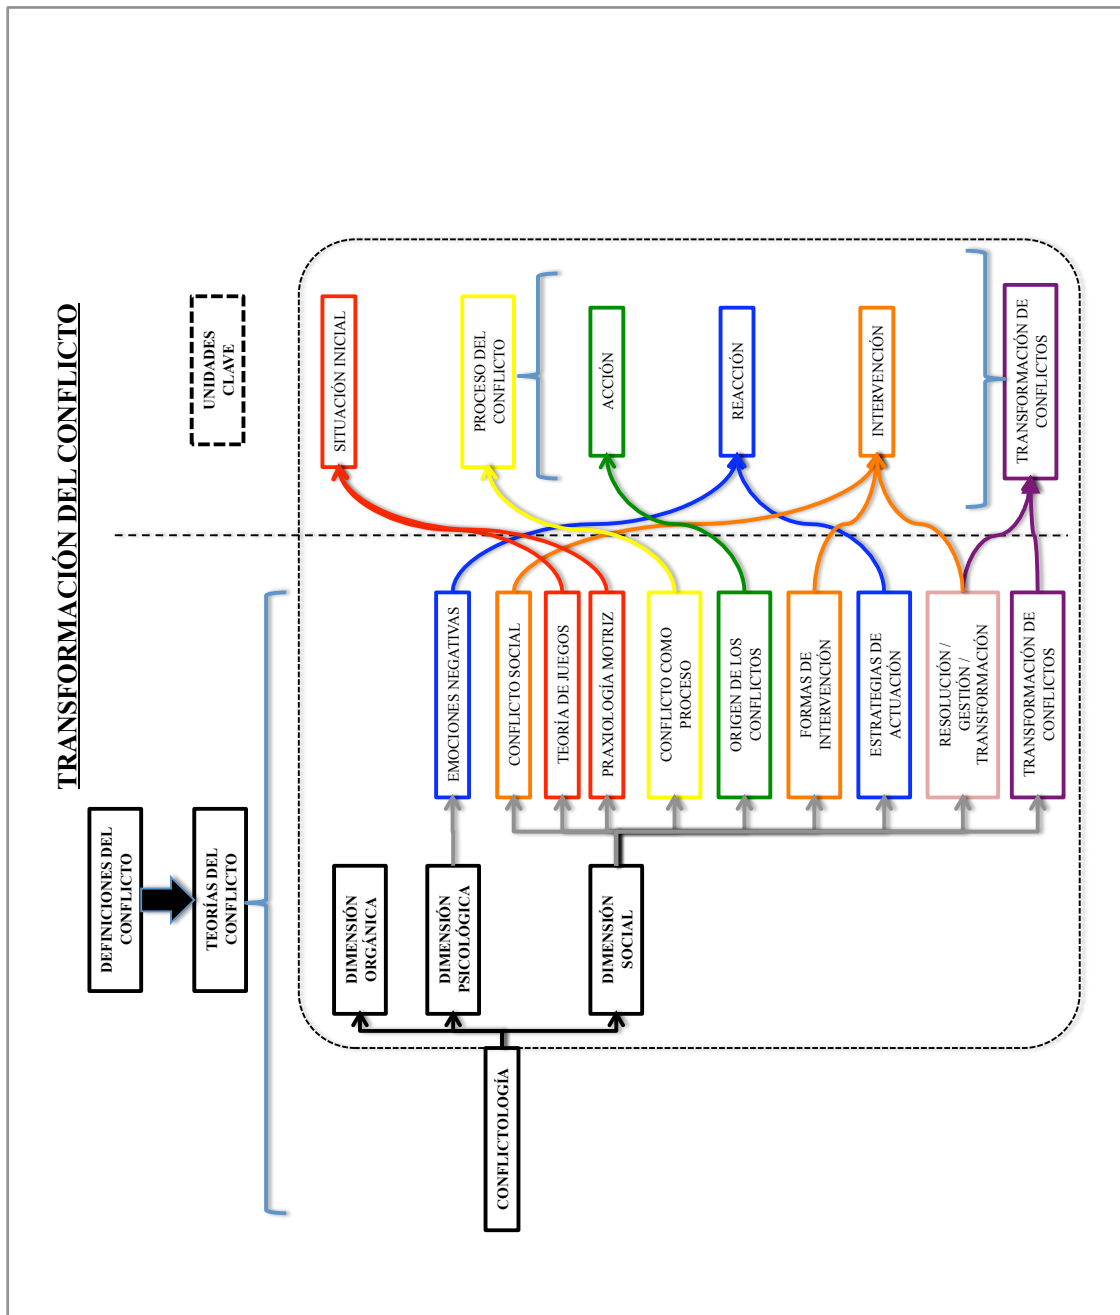 TRANSFORMACIÓN DEL CONFLICTO
DEFINICIONES DEL
CONFLICTO
TEORÍAS DEL
CONFLICTO
UNIDADES
CLAVE
CONFLICTOLOGÍA
DIMENSIÓN
ORGÁNICA
DIMENSIÓN
PSICOLÓGICA
DIMENSIÓN
SOCIAL
EMOCIONES NEGATIVAS
CONFLICTO SOCIAL
TEORÍA DE JUEGOS
PRAXIOLOGÍA MOTRIZ
CONFLICTO COMO
PROCESO
ORIGEN DE LOS
CONFLICTOS
FORMAS DE
INTERVENCIÓN
ESTRATEGIAS DE
ACTUACIÓN
RESOLUCIÓN /
GESTIÓN /
TRANSFORMACIÓN
TRANSFORMACIÓN DE
CONFLICTOS
SITUACIÓN INICIAL
PROCESO DEL
CONFLICTO
ACCIÓN
REACCIÓN
INTERVENCIÓN
TRANSFORMACIÓN DE
CONFLICTOS